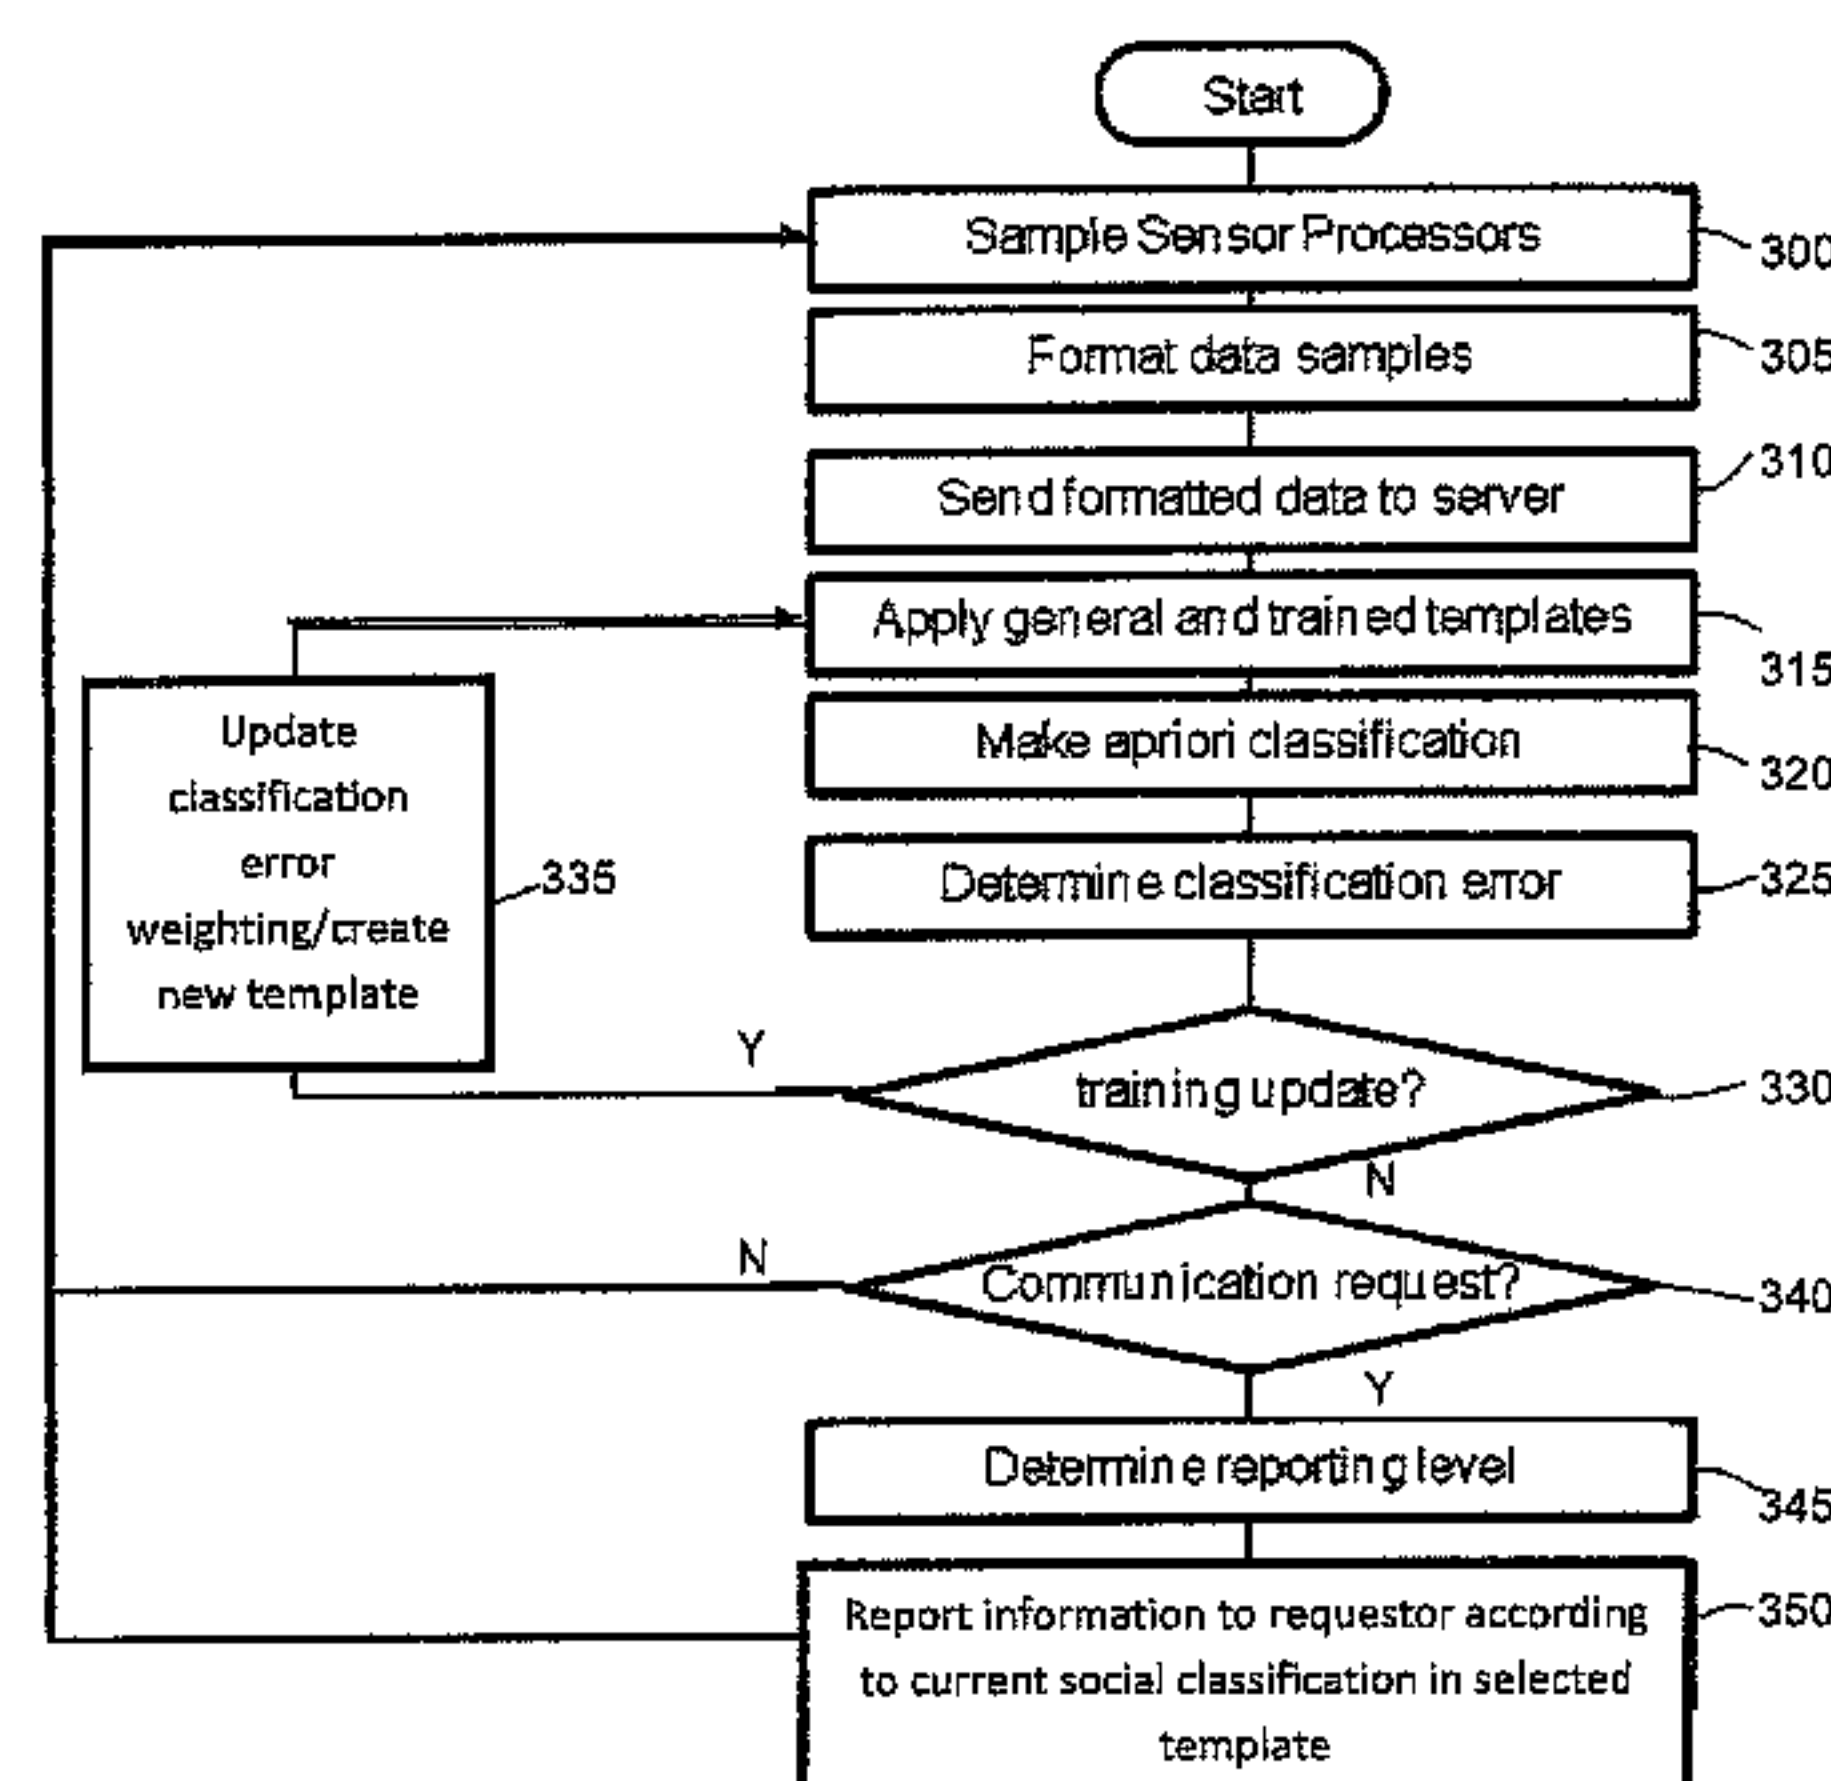 Start
Sample Sensor Processors
300
Format data samples
305
Send formatted data to server
310
Apply general and trained templates
315
Make apriori classification
320
Determine classification error
325
Update
classification
error
weighting/create
new template
335
Y
training update?
330
N
N
Communication request?
340
Y
Determine reporting level
345
Report information to requestor according
to current social classification in selected
template
350